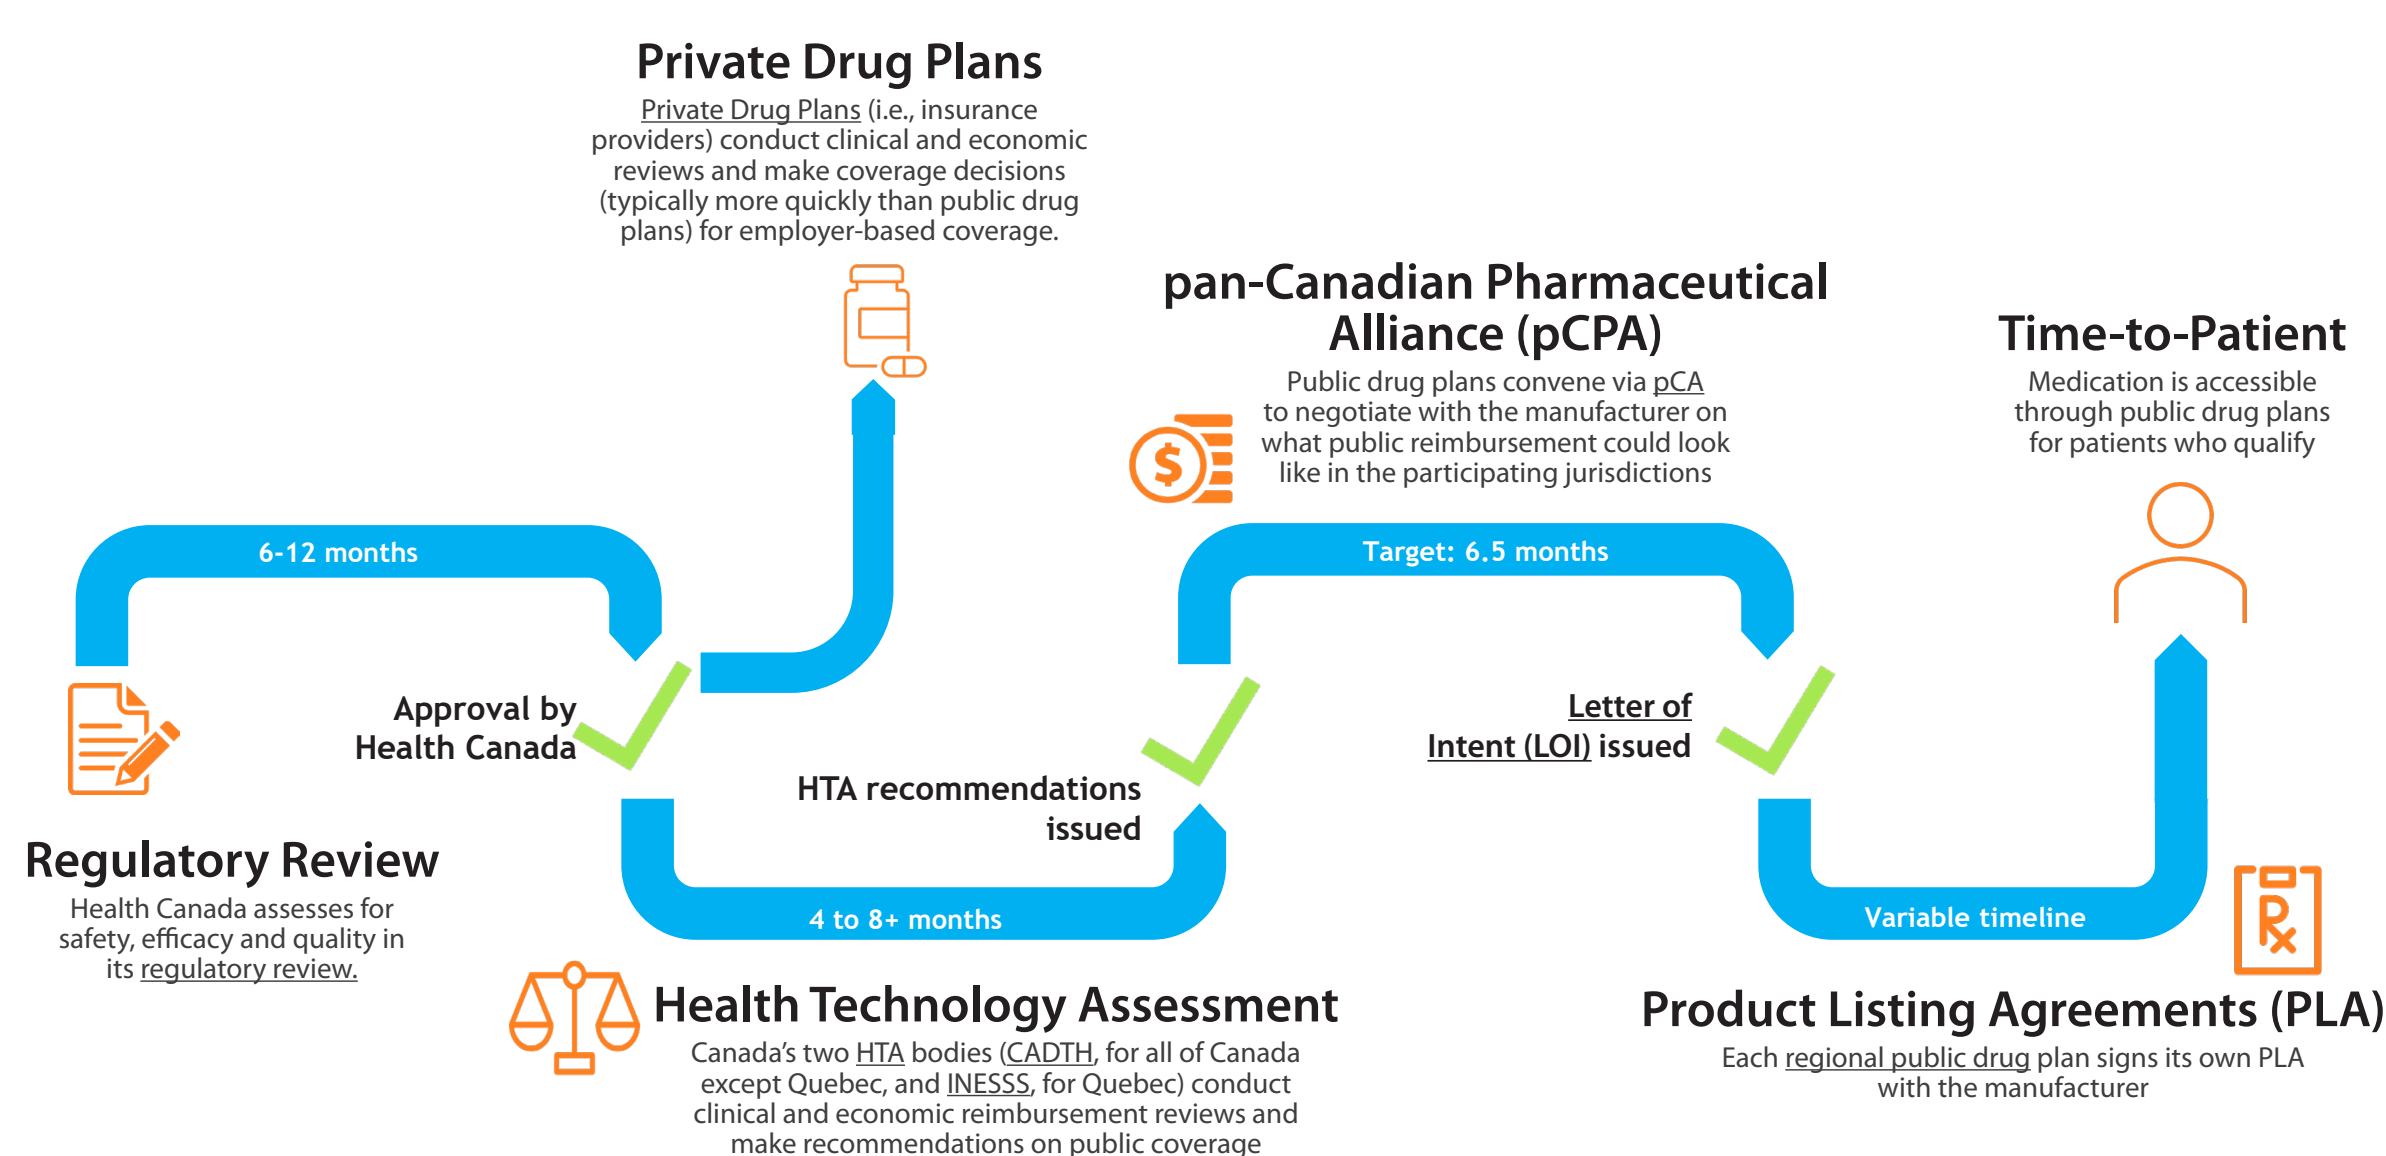 Private Drug Plans
Private Drug Plans (i.e., insurance
providers) conduct clinical and economic
reviews and make coverage decisions
(typically more quickly than public drug
plans) for employer-based coverage.
pan-Canadian Pharmaceutical
Alliance (pCPA)
Public drug plans convene via pCA
to negotiate with the manufacturer on
what public reimbursement could look
like in the participating jurisdictions
$
Time-to-Patient
Medication is accessible
through public drug plans
for patients who qualify
6-12 months
Target: 6.5 months
Approval by
Health Canada
HTA recommendations
issued
Letter of
Intent (LOI) issued
Regulatory Review
Health Canada assesses for
safety, efficacy and quality in
its regulatory review.
4 to 8+ months
Variable timeline
Rx
Health Technology Assessment
Canada's two HTA bodies (CADTH, for all of Canada
except Quebec, and INESSS, for Quebec) conduct
clinical and economic reimbursement reviews and
make recommendations on public coverage
Product Listing Agreements (PLA)
Each regional public drug plan signs its own PLA
with the manufacturer